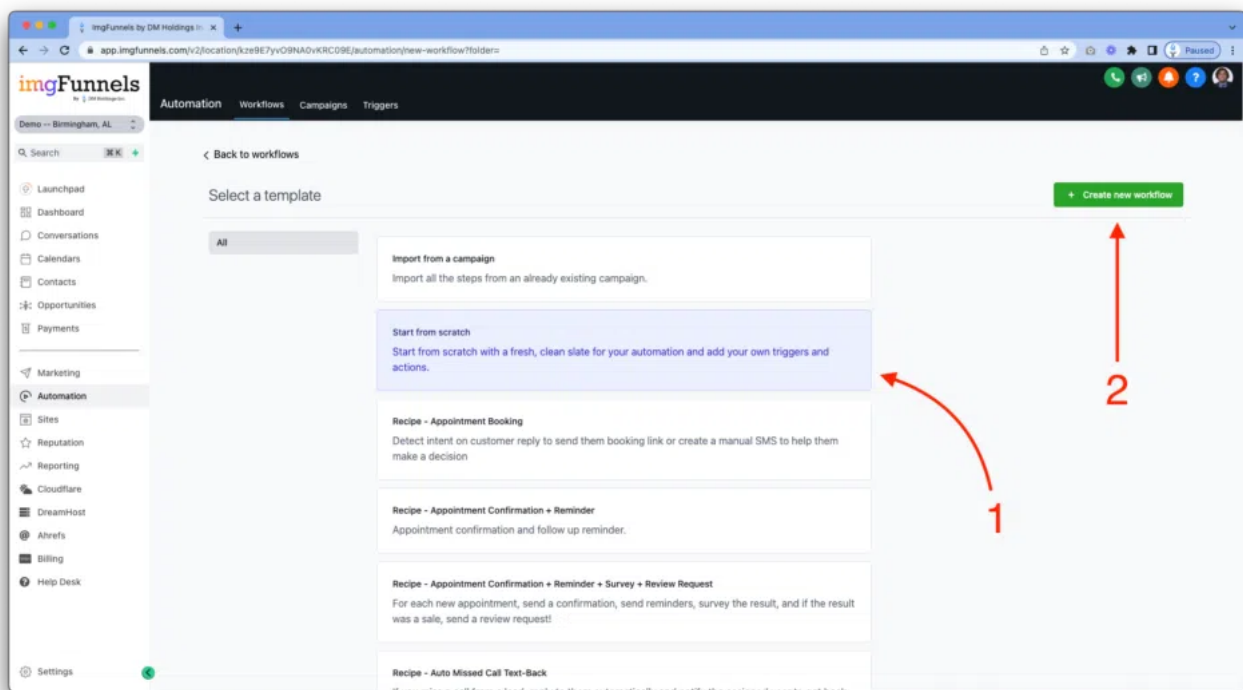 ImgFunnels by DM Holdings In
app.imgfunnels.com/v2/location/kze9E7yvO9NA0vKRC09E/automation/new-workflow?folder=
Paused
imgFunnels
By DM Holdings Inc.
Automation
Workflows
Campaigns
Triggers
Demo -- Birmingham, AL
Search
⌘K
+
< Back to workflows
Launchpad
Dashboard
Conversations
Calendars
Contacts
Opportunities
Payments
Marketing
Automation
Sites
Reputation
Reporting
Cloudflare
DreamHost
Ahrefs
Billing
Help Desk
Settings
Select a template
+ Create new workflow
All
Import from a campaign
Import all the steps from an already existing campaign.
Start from scratch
Start from scratch with a fresh, clean slate for your automation and add your own triggers and
actions.
Recipe - Appointment Booking
Detect intent on customer reply to send them booking link or create a manual SMS to help them
make a decision
Recipe - Appointment Confirmation + Reminder
Appointment confirmation and follow up reminder.
Recipe - Appointment Confirmation + Reminder + Survey + Review Request
For each new appointment, send a confirmation, send reminders, survey the result, and if the result
was a sale, send a review request!
Recipe - Auto Missed Call Text-Back
2
1